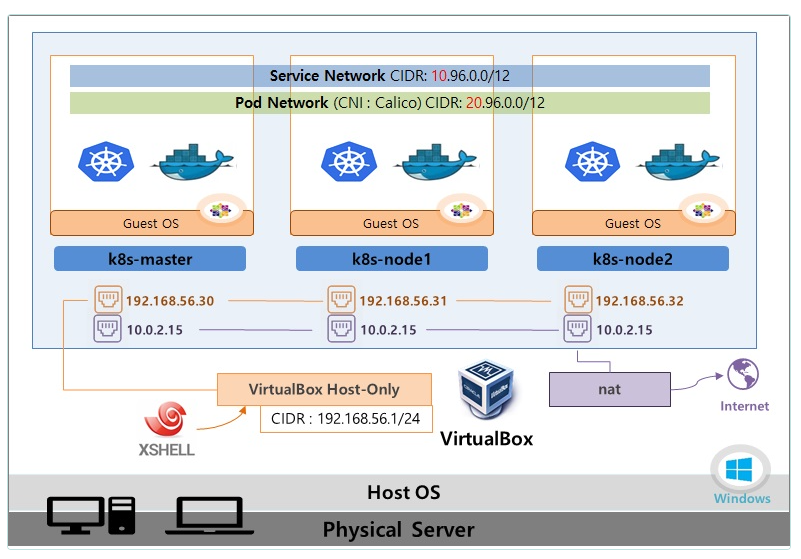 Service Network CIDR: 10.96.0.0/12
Pod Network (CNI : Calico) CIDR: 20.96.0.0/12
Guest OS
Guest OS
Guest OS
k8s-master
k8s-node1
k8s-node2
192.168.56.30
192.168.56.31
192.168.56.32
10.0.2.15
10.0.2.15
10.0.2.15
VirtualBox Host-Only
CIDR : 192.168.56.1/24
nat
Internet
XSHELL
VirtualBox
Host OS
Windows
Physical Server